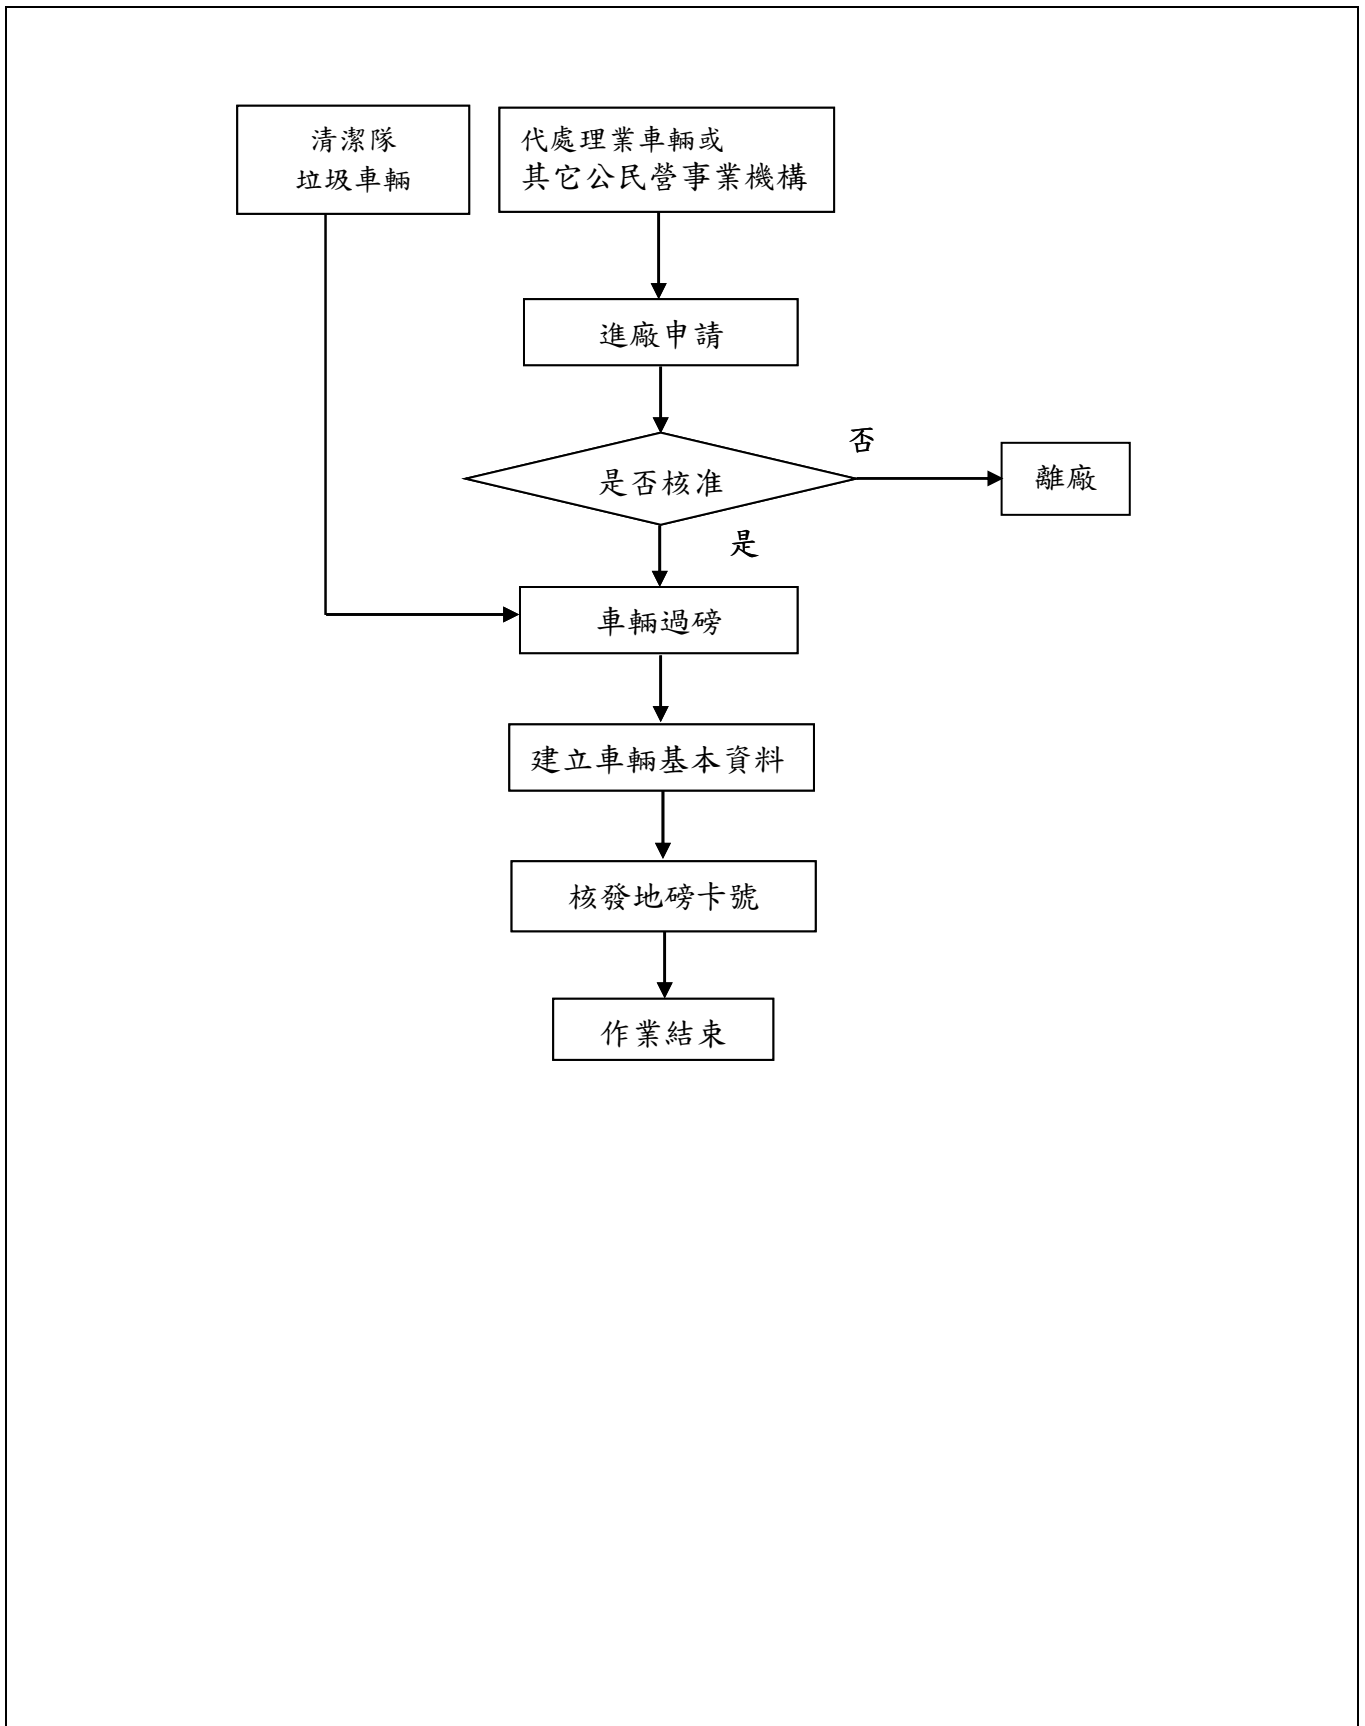 清潔隊
垃圾車輛
代處理業車輛或
其它公民營事業機構
進廠申請
是否核准
否
離廠
是
車輛過磅
建立車輛基本資料
核發地磅卡號
作業結束